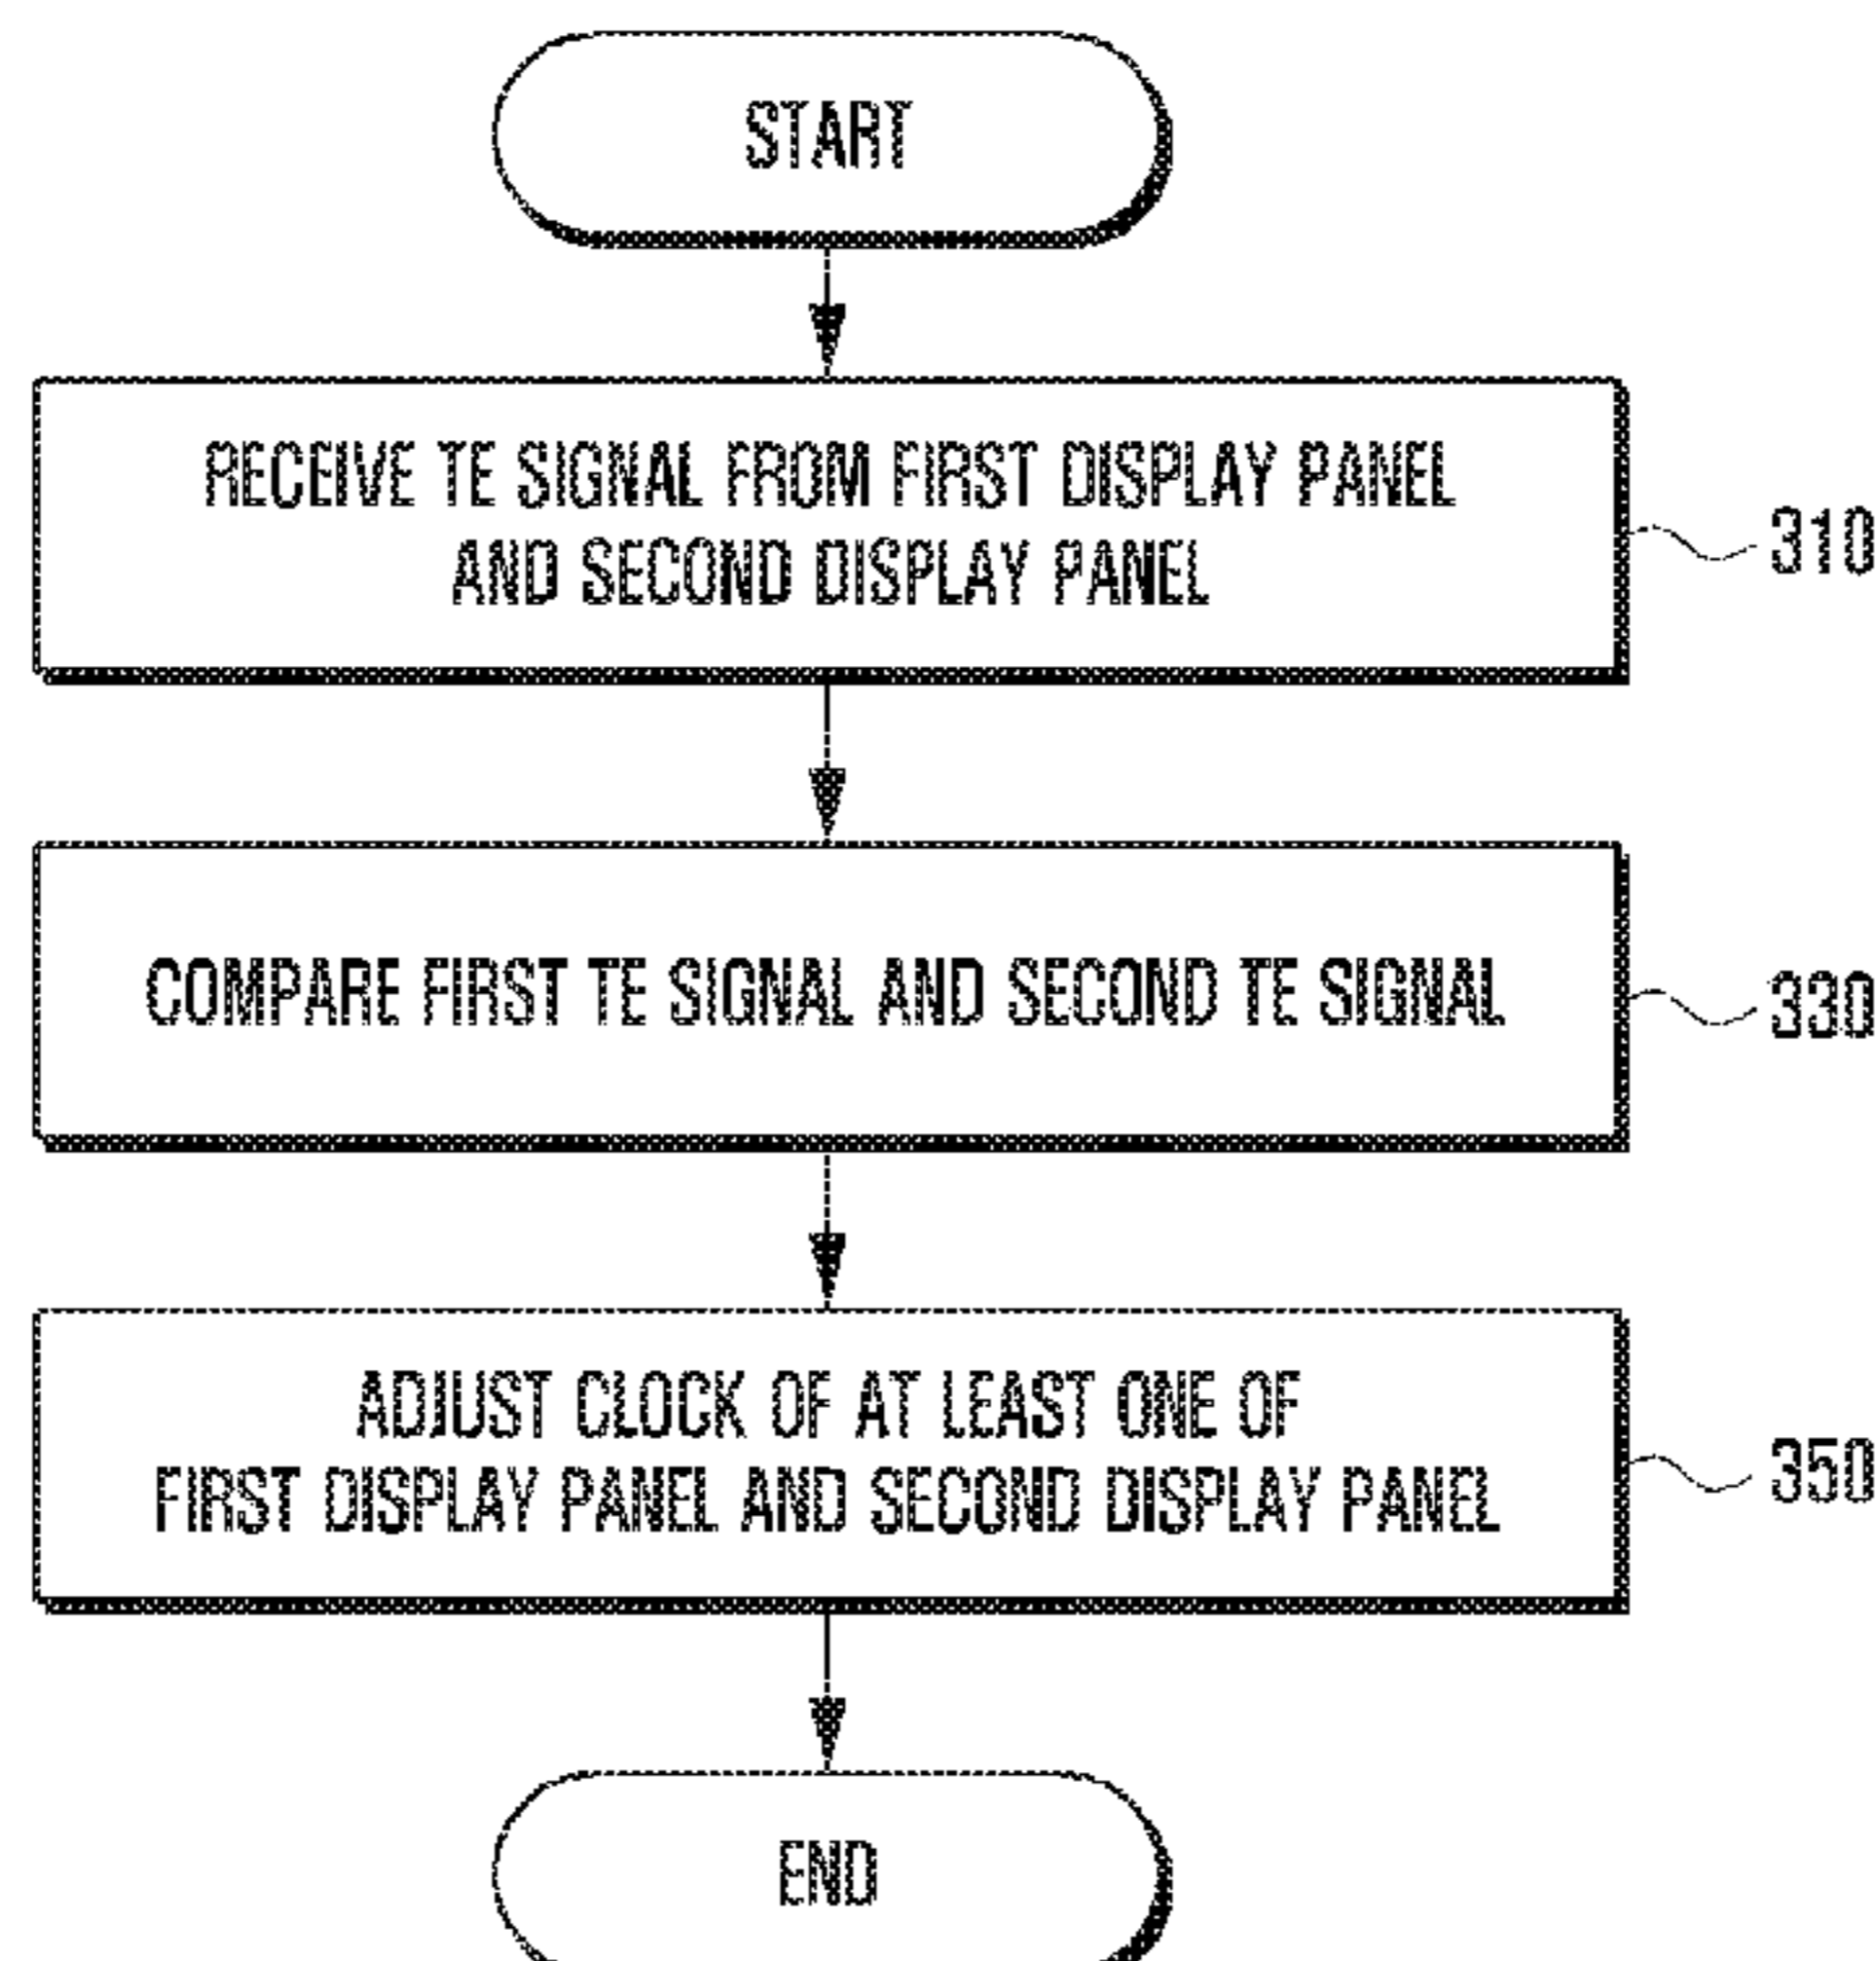 START
RECEIVE TE SIGNAL FROM FIRST DISPLAY PANEL
AND SECOND DISPLAY PANEL
310
COMPARE FIRST TE SIGNAL AND SECOND TE SIGNAL
330
ADJUST CLOCK OF AT LEAST ONE OF
FIRST DISPLAY PANEL AND SECOND DISPLAY PANEL
350
END